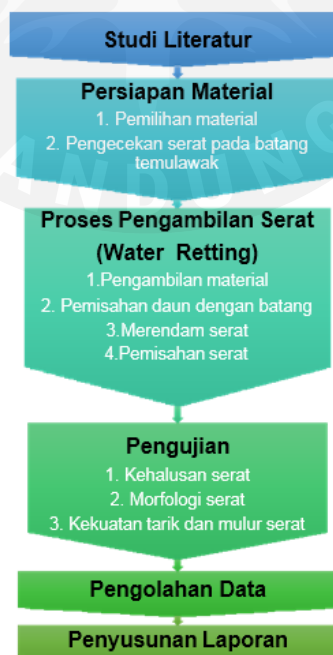 Studi Literatur
Persiapan Material
1. Pemilihan material
2. Pengecekan serat pada batang
temulawak
Proses Pengambilan Serat
(Water Retting)
1.Pengambilan material
2. Pemisahan daun dengan batang
3.Merendam serat
4.Pemisahan serat
Pengujian
1. Kehalusan serat
2. Morfologi serat
3. Kekuatan tarik dan mulur serat
Pengolahan Data
Penyusunan Laporan